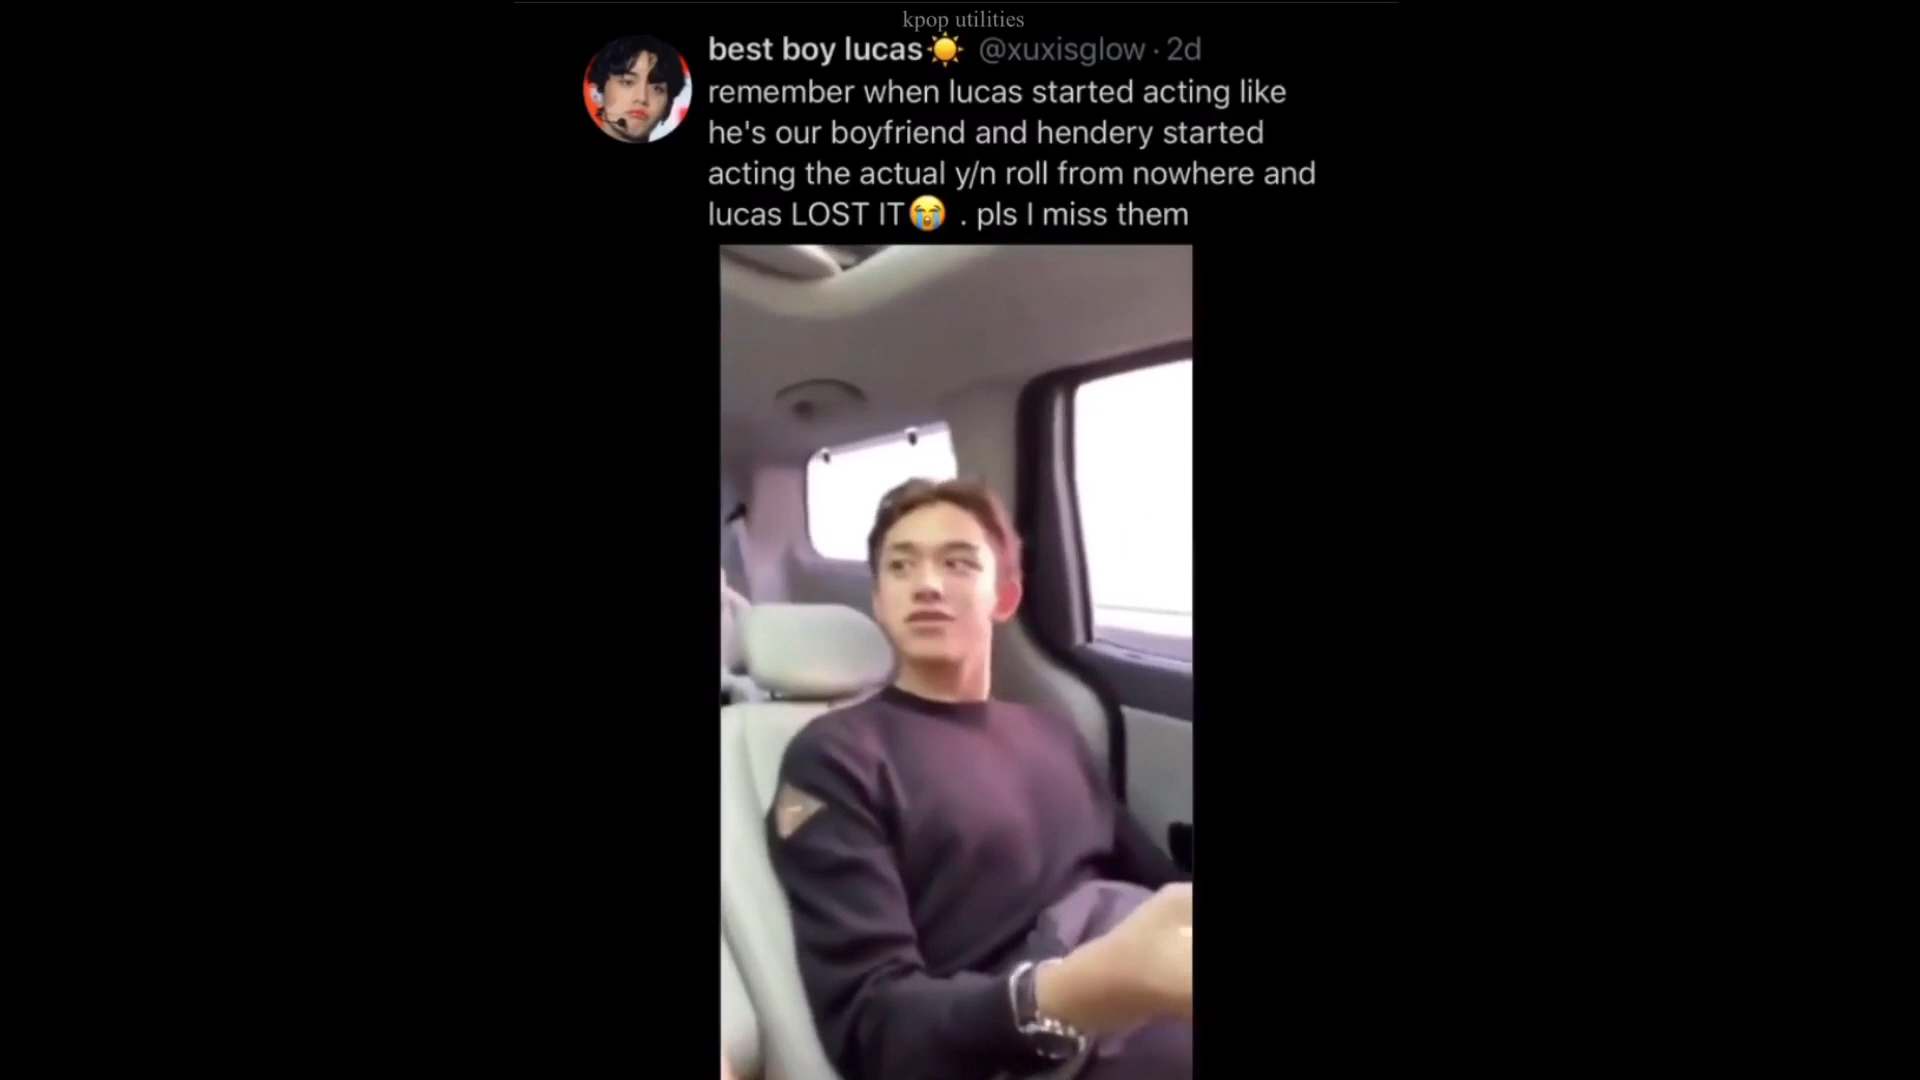 kpop utilities
best boy lucas☀️ @xuxisglow · 2d
remember when lucas started acting like
he's our boyfriend and hendery started
acting the actual y/n roll from nowhere and
lucas LOST IT😭 . pls I miss them